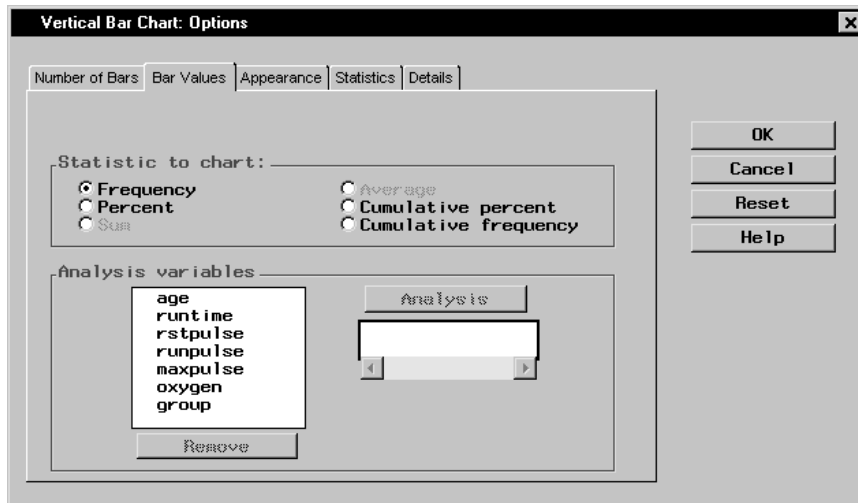 Vertical Bar Chart: Options
Number of Bars Bar Values Appearance Statistics Details
Statistic to chart:
Frequency Average
Percent Cumulative percent
Sum Cumulative frequency
Analysis variables
age
runtime
rstpulse
runpulse
maxpulse
oxygen
group
Remove
Analysis
OK
Cancel
Reset
Help